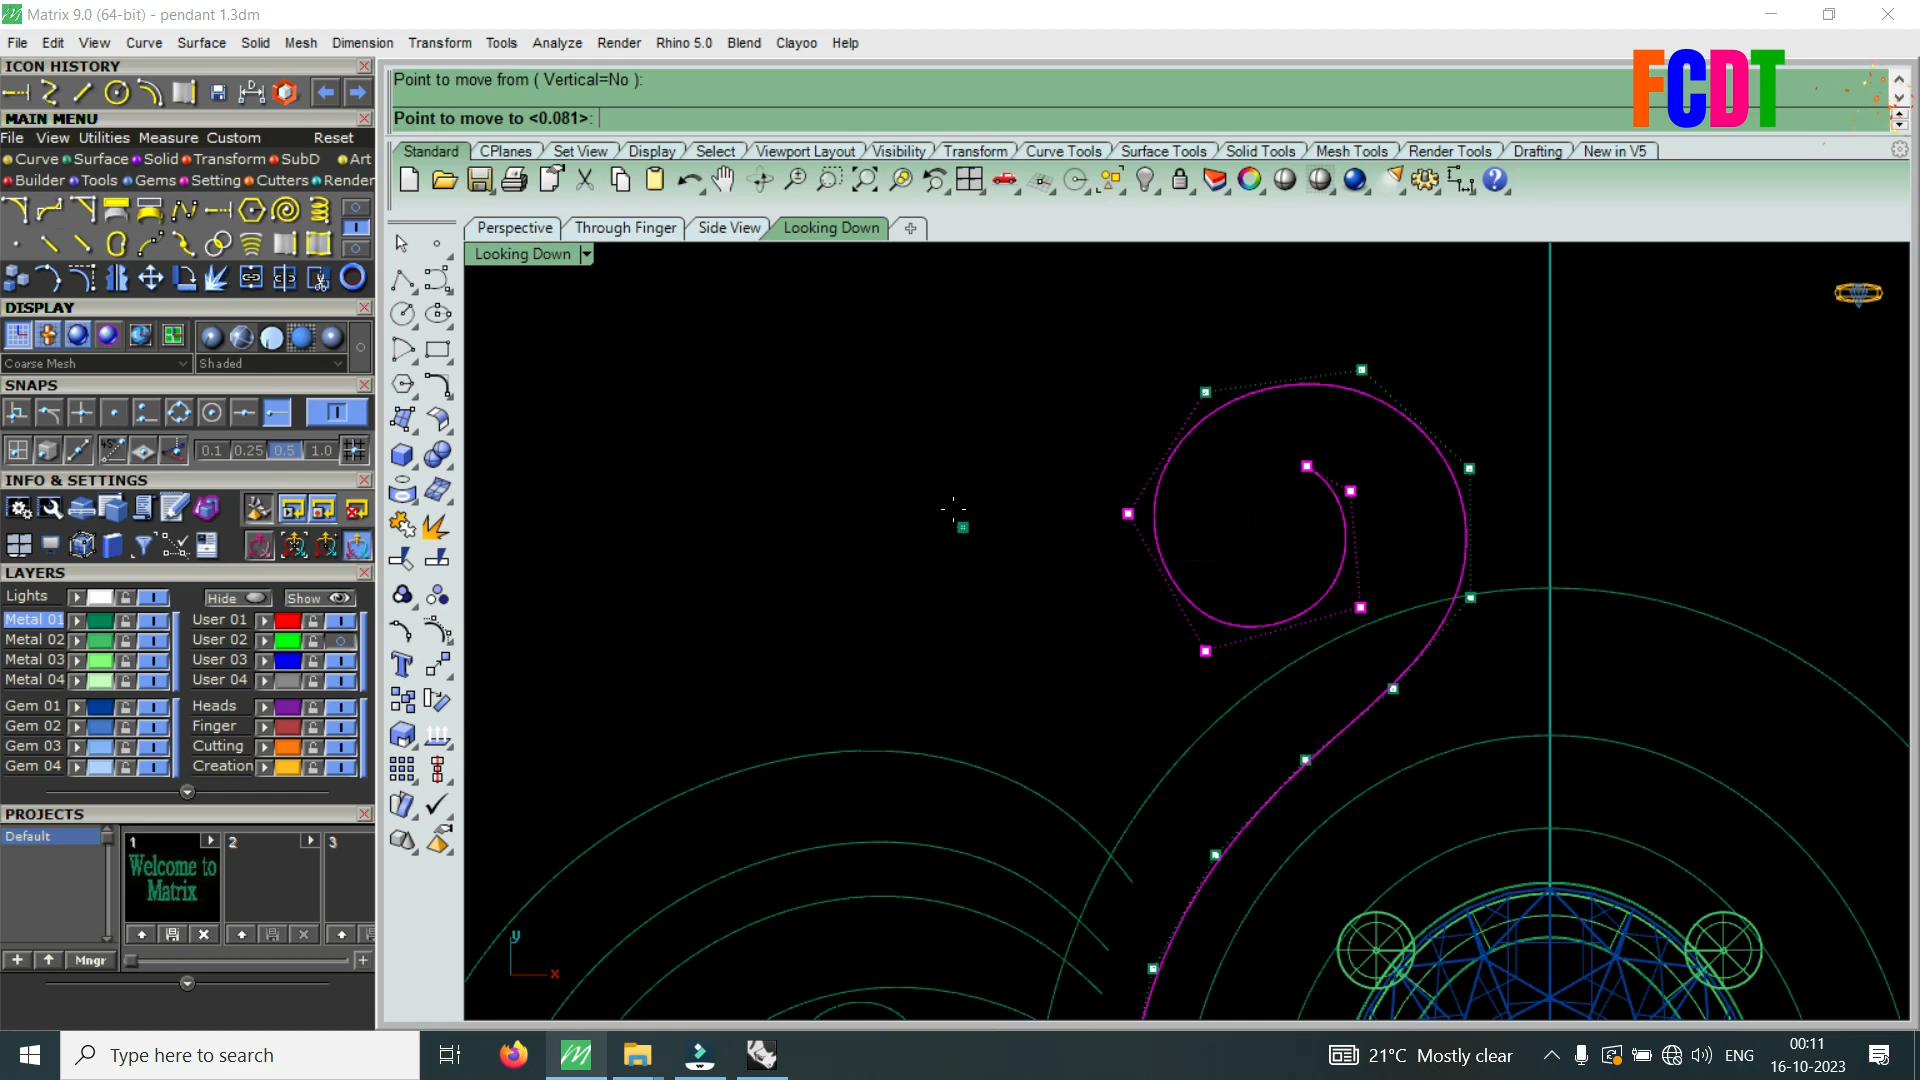 Matrix 9.0 (64-bit) - pendant 1.3dm
File Edit View Curve Surface Solid Mesh Dimension Transform Tools Analyze Render Rhino 5.0 Blend Clayoo Help
ICON HISTORY
MAIN MENU
File View Utilities Measure Custom Reset
Curve Surface Solid Transform SubD Art
Builder Tools Gems Setting Cutters Render
DISPLAY
Coarse Mesh Shaded
SNAPS
0.1 0.25 0.5 1.0
INFO & SETTINGS
LAYERS
Lights Hide Show
Metal 01 User 01
Metal 02 User 02
Metal 03 User 03
Metal 04 User 04
Gem 01 Heads
Gem 02 Finger
Gem 03 Cutting
Gem 04 Creation
PROJECTS
Default
1 2 3
Welcome to
Matrix
Mngr
Point to move from ( Vertical=No ):
Point to move to <0.081>:
FCDT
Standard CPlanes Set View Display Select Viewport Layout Visibility Transform Curve Tools Surface Tools Solid Tools Mesh Tools Render Tools Drafting New in V5
Perspective Through Finger Side View Looking Down
Looking Down
y
x
Type here to search
21°C Mostly clear
ENG
00:11
16-10-2023